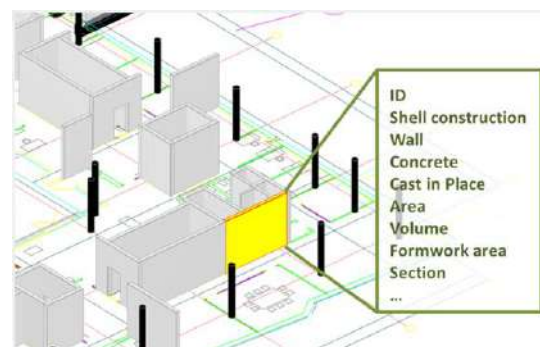 ID
Shell construction
Wall
Concrete
Cast in Place
Area
Volume
Formwork area
Section
...